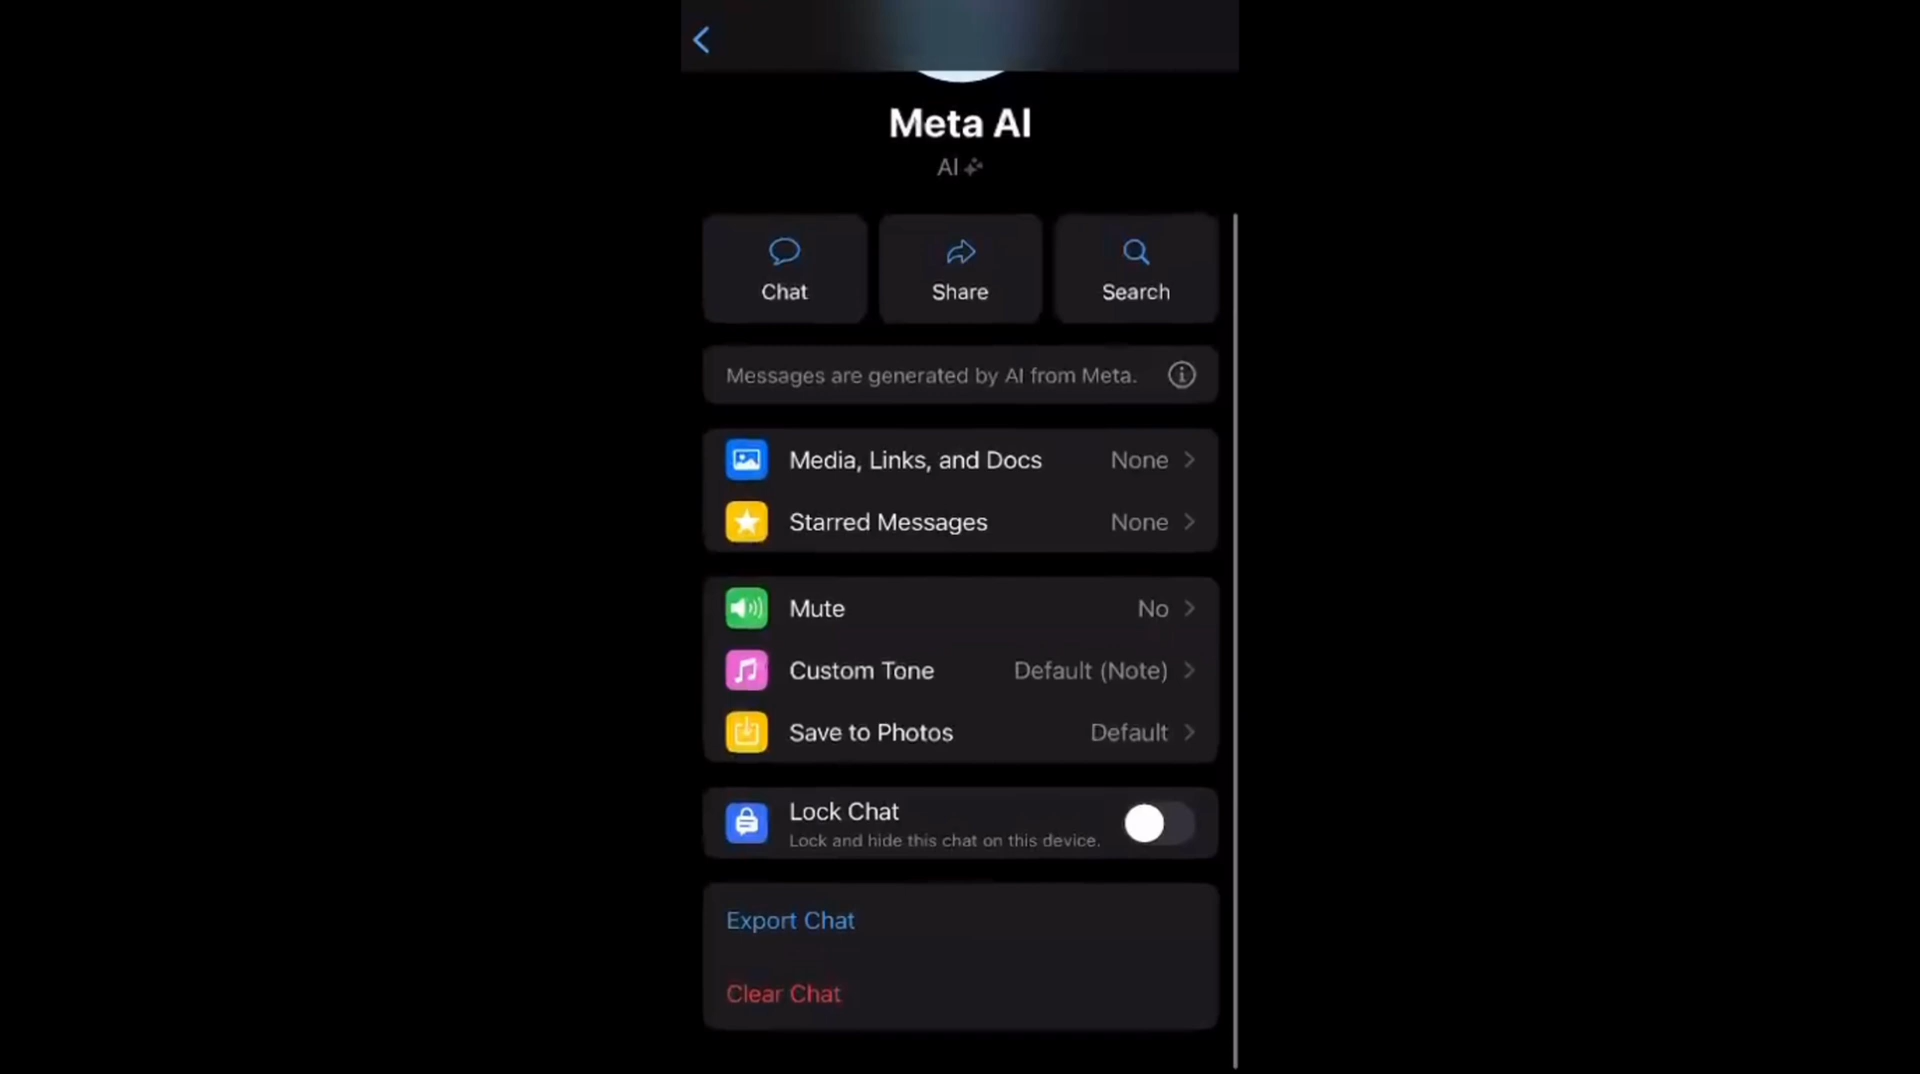 Meta AI
AI
Chat
Share
Search
Messages are generated by AI from Meta.
Media, Links, and Docs
None
Starred Messages
None
Mute
No
Custom Tone
Default (Note)
Save to Photos
Default
Lock Chat
Lock and hide this chat on this device.
Export Chat
Clear Chat